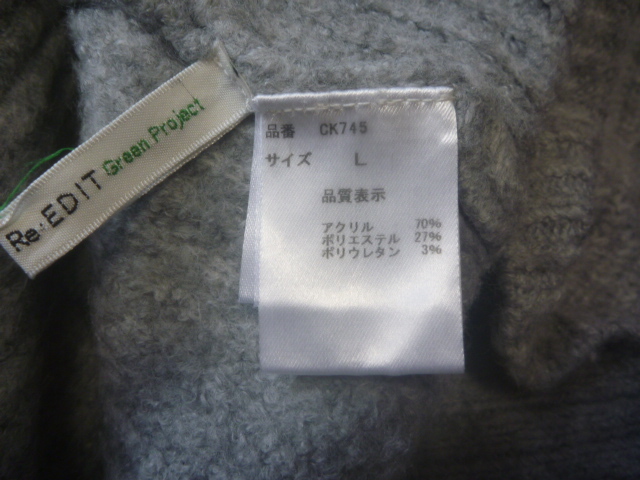 Re:EDIT Green Project
品番 CK745
サイズ L
品質表示
アクリル 70%
ポリエステル 27%
ポリウレタン 3%